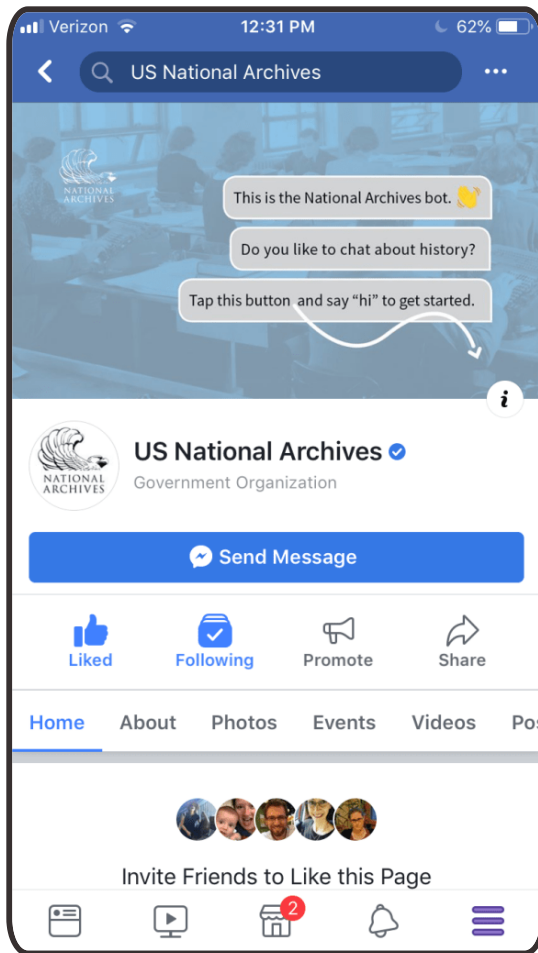 Verizon 12:31 PM 62%
US National Archives
NATIONAL
ARCHIVES
This is the National Archives bot.
Do you like to chat about history?
Tap this button and say “hi” to get started.
i
NATIONAL
ARCHIVES
US National Archives
Government Organization
Send Message
Liked Following Promote Share
Home About Photos Events Videos Pos
Invite Friends to Like this Page
2